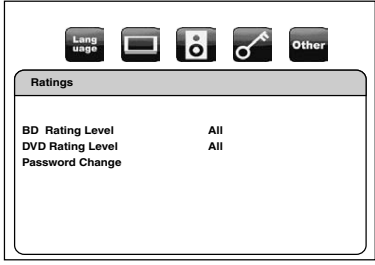 Lang
uage
Other
Ratings
BD Rating Level All
DVD Rating Level All
Password Change